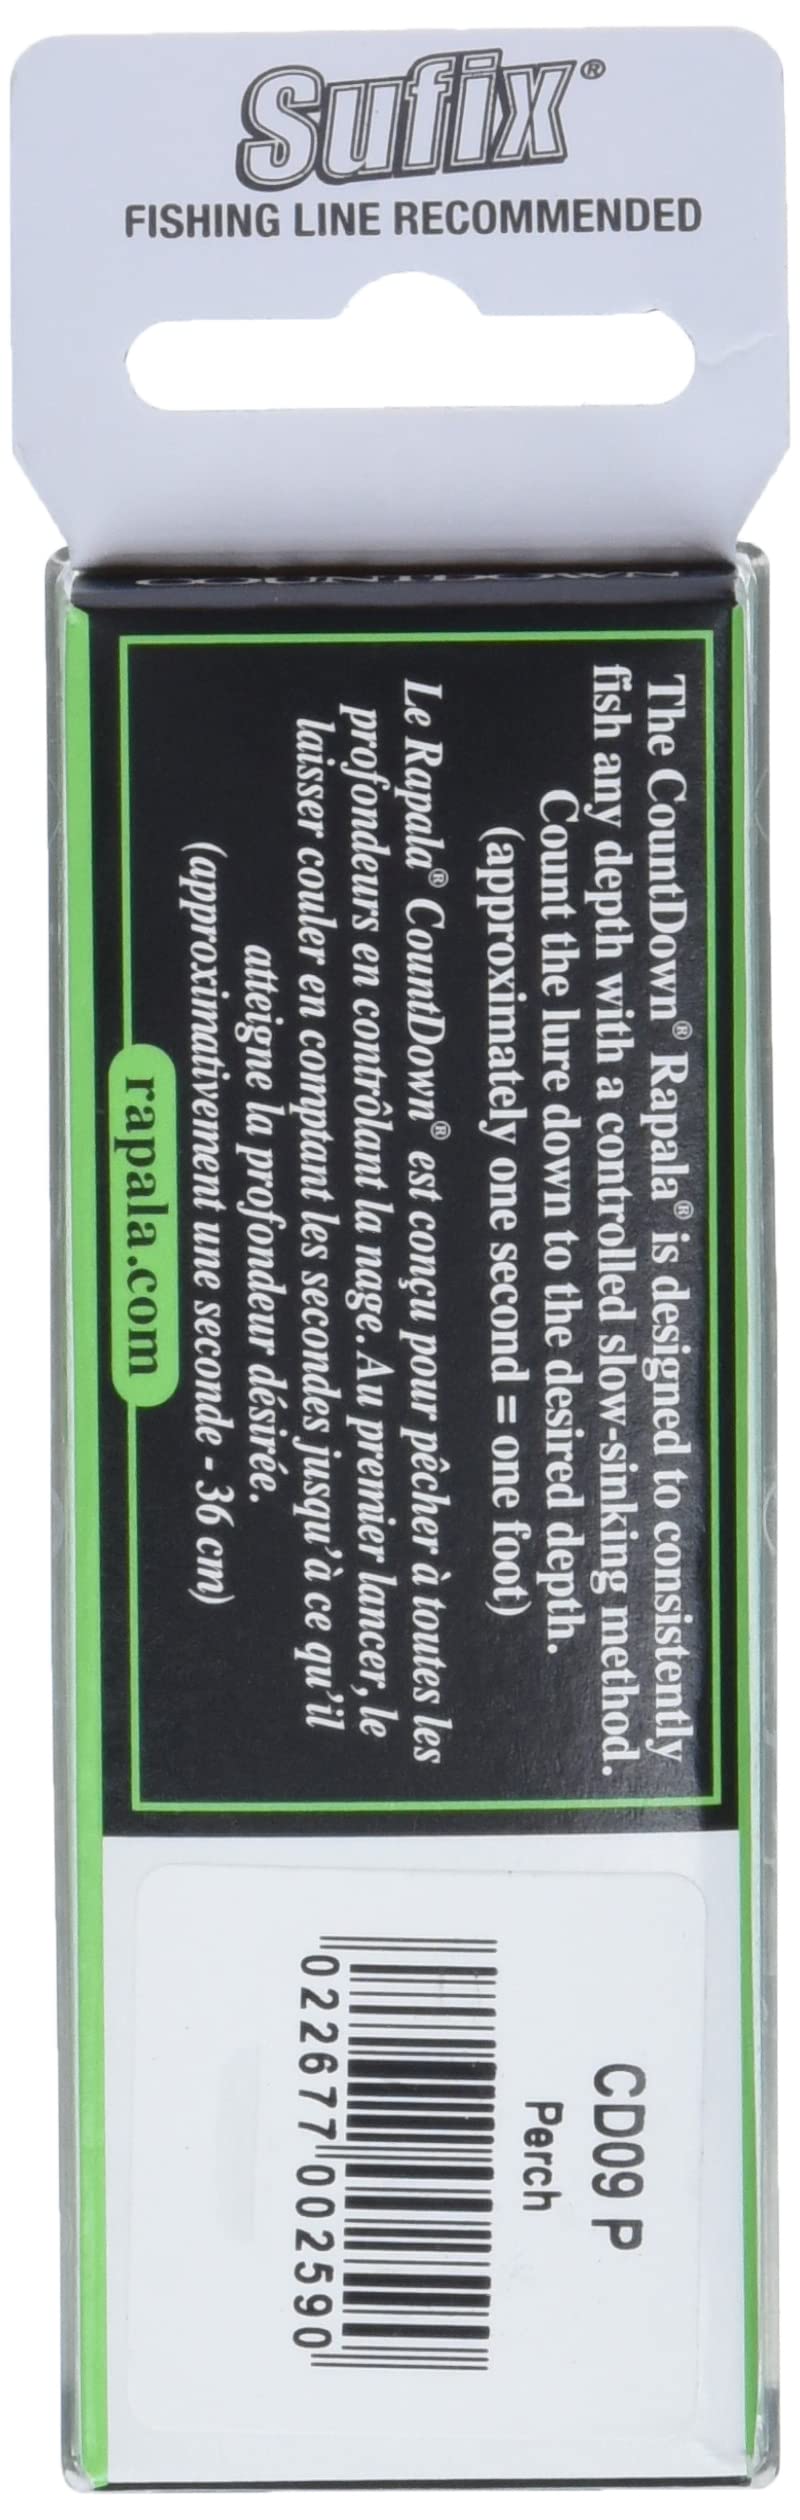 Sufix®
FISHING LINE RECOMMENDED
COUNTDOWN
The CountDown® Rapala® is designed to consistently
fish any depth with a controlled slow-sinking method.
Count the lure down to the desired depth.
(approximately one second = one foot)
Le Rapala® CountDown® est conçu pour pêcher à toutes les
profondeurs en contrôlant la nage. Au premier lancer, le
laisser couler en comptant les secondes jusqu'à ce qu'il
atteigne la profondeur désirée.
(approximativement une seconde - 36 cm)
rapala.com
CD09 P
Perch
0 22677 00259 0